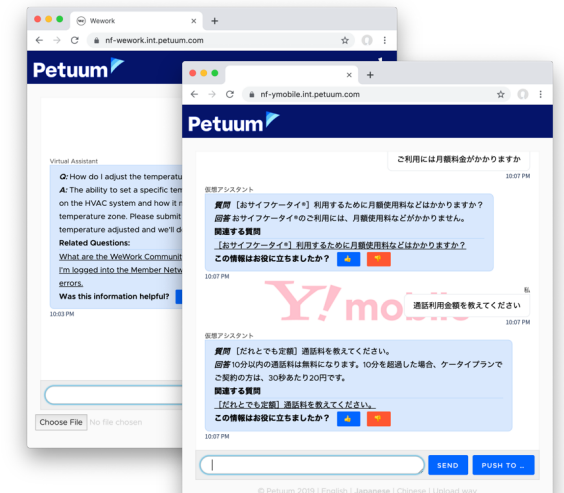 Wework
nf-wework.int.petuum.com
Petuum
Virtual Assistant
Q: How do I adjust the temperatu
A: The ability to set a specific tem
on the HVAC system and how it m
temperature zone. Please submit
temperature adjusted and we'll d
Related Questions:
What are the WeWork Communit
I'm logged into the Member Netw
errors.
Was this information helpful?
10:03 PM
Choose File No file chosen
nf-ymobile.int.petuum.com
Petuum
ご利用には月額料金がかかりますか
10:07 PM
仮想アシスタント
質問 ［おサイフケータイ®］利用するために月額使用料などはかかりますか？
回答 おサイフケータイ®のご利用には、月額使用料などがかかりません。
関連する質問
［おサイフケータイ®］利用するために月額使用料などはかかりますか？
この情報はお役に立ちましたか？
10:07 PM
私
Y!mobile
通話利用金額を教えてください
10:07 PM
仮想アシスタント
質問 ［だれとでも定額］通話料を教えてください。
回答 10分以内の通話料は無料になります。10分を超過した場合、ケータイプランで
ご契約の方は、30秒あたり20円です。
関連する質問
［だれとでも定額］通話料を教えてください。
この情報はお役に立ちましたか？
10:07 PM
SEND
PUSH TO ..
© Petuum 2019 | English | Japanese | Chinese | Upload wav